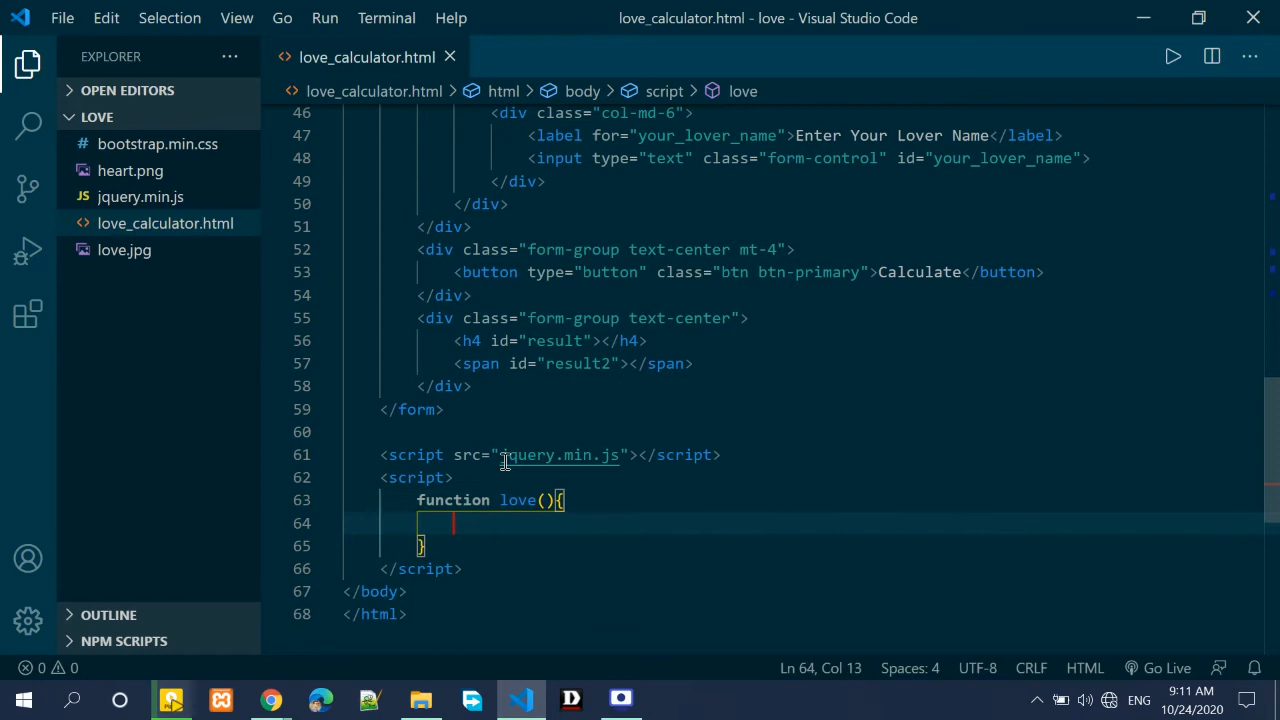 File Edit Selection View Go Run Terminal Help love_calculator.html - love - Visual Studio Code
EXPLORER ··· <> love_calculator.html
OPEN EDITORS <> love_calculator.html > html > body > script > love
LOVE
# bootstrap.min.css
heart.png
JS jquery.min.js
<> love_calculator.html
love.jpg
46 <div class="col-md-6">
47 <label for="your_lover_name">Enter Your Lover Name</label>
48 <input type="text" class="form-control" id="your_lover_name">
49 </div>
50 </div>
51 </div>
52 <div class="form-group text-center mt-4">
53 <button type="button" class="btn btn-primary">Calculate</button>
54 </div>
55 <div class="form-group text-center">
56 <h4 id="result"></h4>
57 <span id="result2"></span>
58 </div>
59 </form>
60
61 <script src="jquery.min.js"></script>
62 <script>
63 function love(){
64
65 }
66 </script>
67 </body>
68 </html>
OUTLINE
NPM SCRIPTS
0 0 Ln 64, Col 13 Spaces: 4 UTF-8 CRLF HTML Go Live
D ENG 9:11 AM
10/24/2020